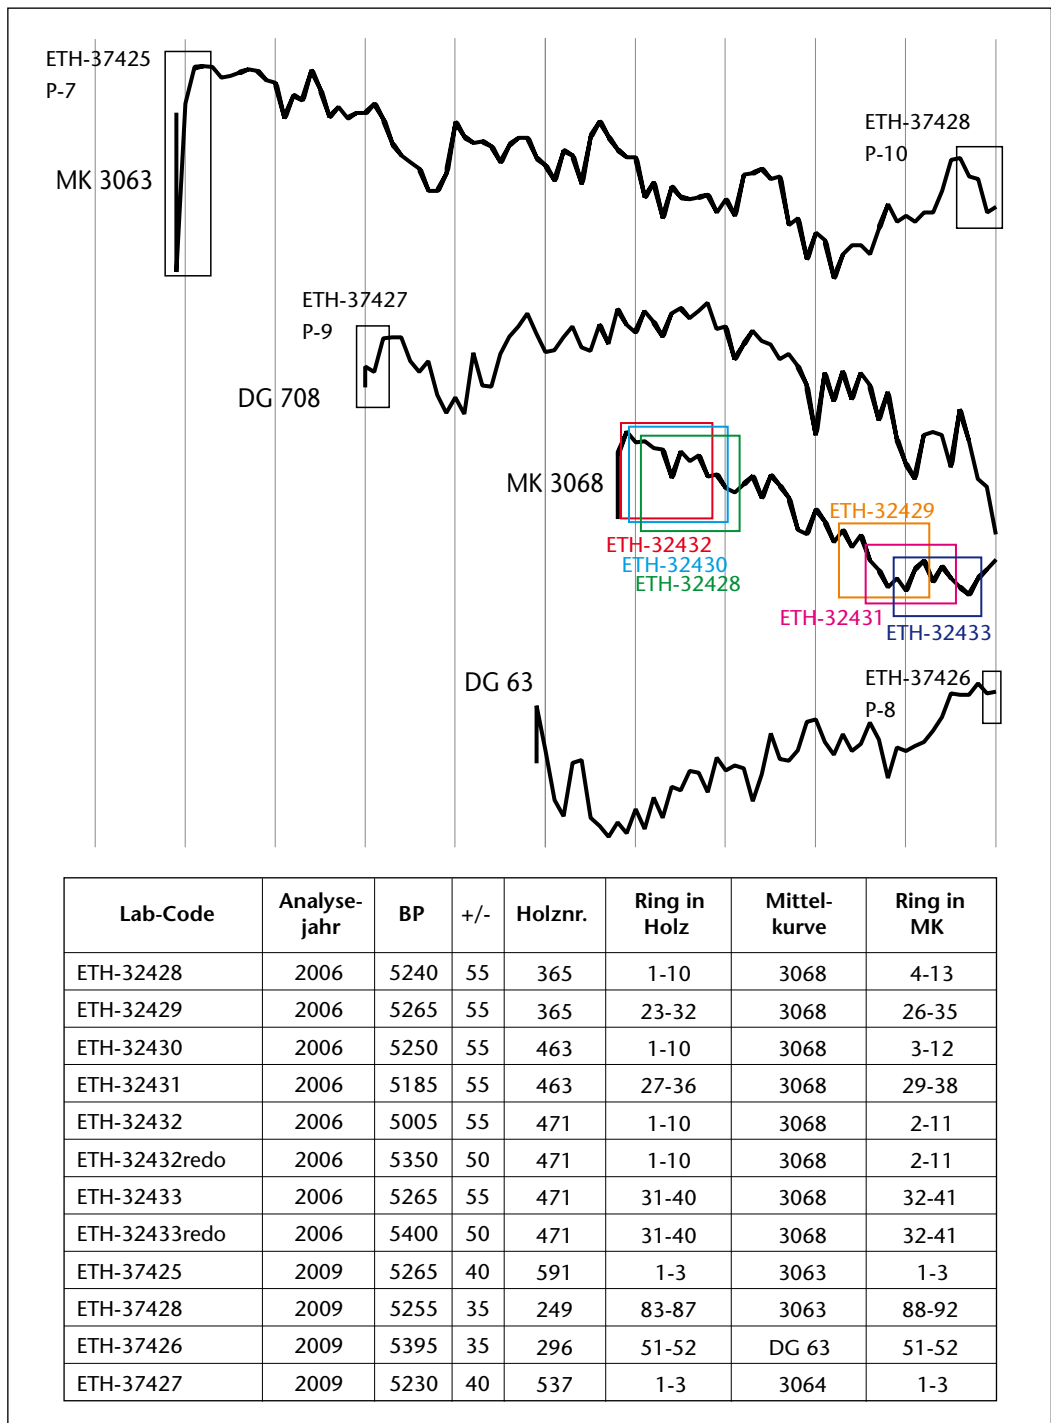 ETH-37425
P-7
MK 3063
ETH-37428
P-10
ETH-37427
P-9
DG 708
MK 3068
ETH-32432
ETH-32430
ETH-32428
ETH-32429
ETH-32431
ETH-32433
DG 63
ETH-37426
P-8
Lab-Code Analyse-jahr BP +/- Holznr. Ring in Holz Mittel-kurve Ring in MK
ETH-32428 2006 5240 55 365 1-10 3068 4-13
ETH-32429 2006 5265 55 365 23-32 3068 26-35
ETH-32430 2006 5250 55 463 1-10 3068 3-12
ETH-32431 2006 5185 55 463 27-36 3068 29-38
ETH-32432 2006 5005 55 471 1-10 3068 2-11
ETH-32432redo 2006 5350 50 471 1-10 3068 2-11
ETH-32433 2006 5265 55 471 31-40 3068 32-41
ETH-32433redo 2006 5400 50 471 31-40 3068 32-41
ETH-37425 2009 5265 40 591 1-3 3063 1-3
ETH-37428 2009 5255 35 249 83-87 3063 88-92
ETH-37426 2009 5395 35 296 51-52 DG 63 51-52
ETH-37427 2009 5230 40 537 1-3 3064 1-3